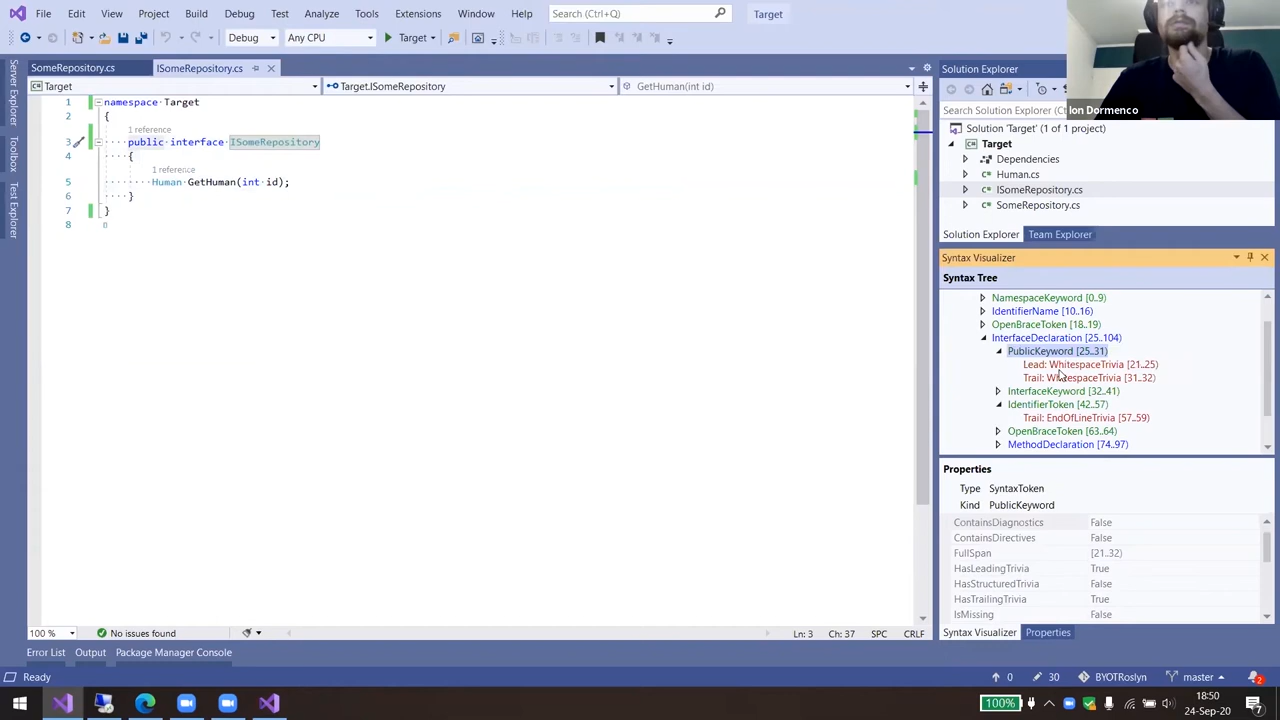 File Edit View Git Project Build Debug Test Analyze Tools Extensions Window Help Search (Ctrl+Q) Target
Debug Any CPU Target
SomeRepository.cs ISomeRepository.cs
Target Target.ISomeRepository GetHuman(int id)
Server Explorer
Toolbox
Test Explorer
1 namespace Target
2 {
1 reference
3 public interface ISomeRepository
4 {
1 reference
5 Human GetHuman(int id);
6 }
7 }
8
100 % No issues found Ln: 3 Ch: 37 SPC CRLF
Error List Output Package Manager Console
Ready 0 30 BYOTRoslyn master 2
Solution Explorer
Ion Dormenco
Search Solution Explorer
Solution 'Target' (1 of 1 project)
Target
Dependencies
Human.cs
ISomeRepository.cs
SomeRepository.cs
Solution Explorer Team Explorer
Syntax Visualizer
Syntax Tree
NamespaceKeyword [0..9)
IdentifierName [10..16)
OpenBraceToken [18..19)
InterfaceDeclaration [25..104)
PublicKeyword [25..31)
Lead: WhitespaceTrivia [21..25)
Trail: WhitespaceTrivia [31..32)
InterfaceKeyword [32..41)
IdentifierToken [42..57)
Trail: EndOfLineTrivia [57..59)
OpenBraceToken [63..64)
MethodDeclaration [74..97)
Properties
Type SyntaxToken
Kind PublicKeyword
ContainsDiagnostics False
ContainsDirectives False
FullSpan [21..32)
HasLeadingTrivia True
HasStructuredTrivia False
HasTrailingTrivia True
IsMissing False
Syntax Visualizer Properties
100% 18:50
24-Sep-20 7